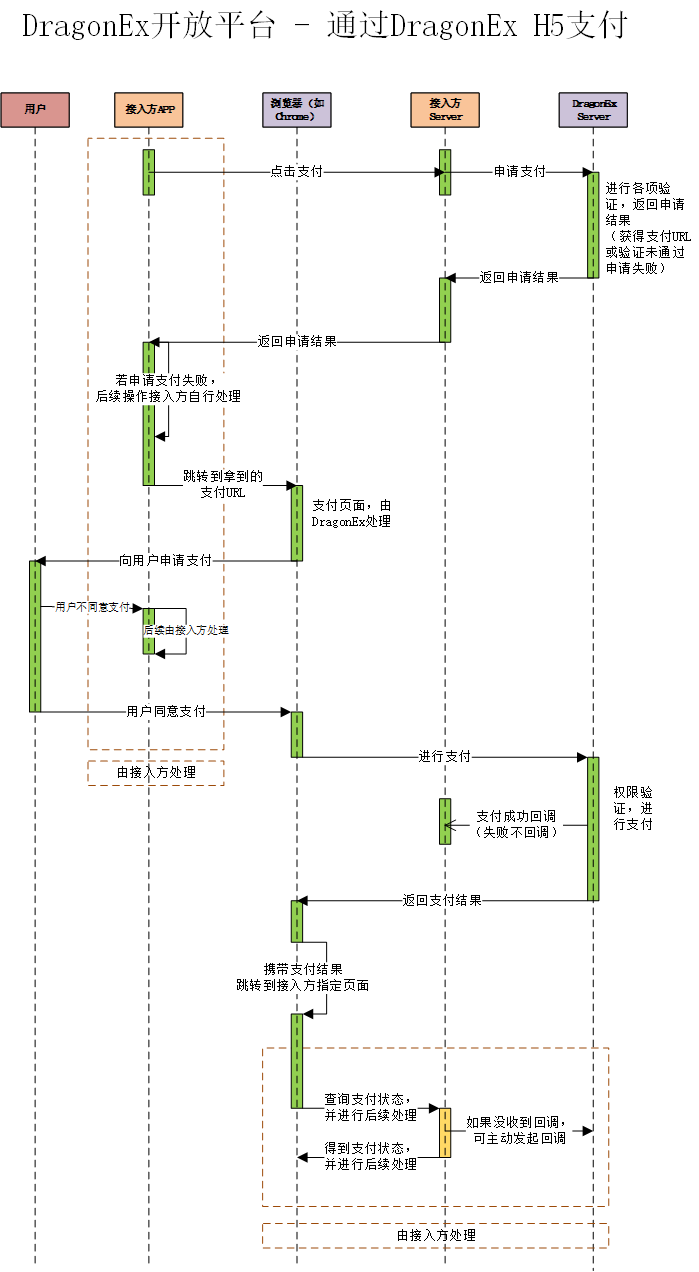 DragonEx开放平台 - 通过DragonEx H5支付
用户
接入方APP
浏览器（如
Chrome）
接入方
Server
DragonEx
Server
点击支付
申请支付
进行各项验
证，返回申请
结果
（获得支付URL
或验证未通过
申请失败）
返回申请结果
返回申请结果
若申请支付失败，
后续操作接入方自行处理
跳转到拿到的
支付URL
支付页面，由
DragonEx处理
向用户申请支付
用户不同意支付
后续由接入方处理
用户同意支付
进行支付
由接入方处理
权限验
证，进
行支付
支付成功回调
（失败不回调）
返回支付结果
携带支付结果
跳转到接入方指定页面
查询支付状态，
并进行后续处理
如果没收到回调，
可主动发起回调
得到支付状态，
并进行后续处理
由接入方处理